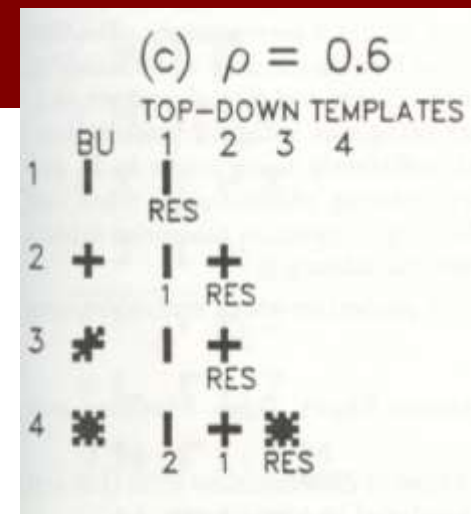 (c) ρ = 0.6
TOP-DOWN TEMPLATES
BU 1 2 3 4
1
RES
2
1 RES
3
RES
4
2 1 RES